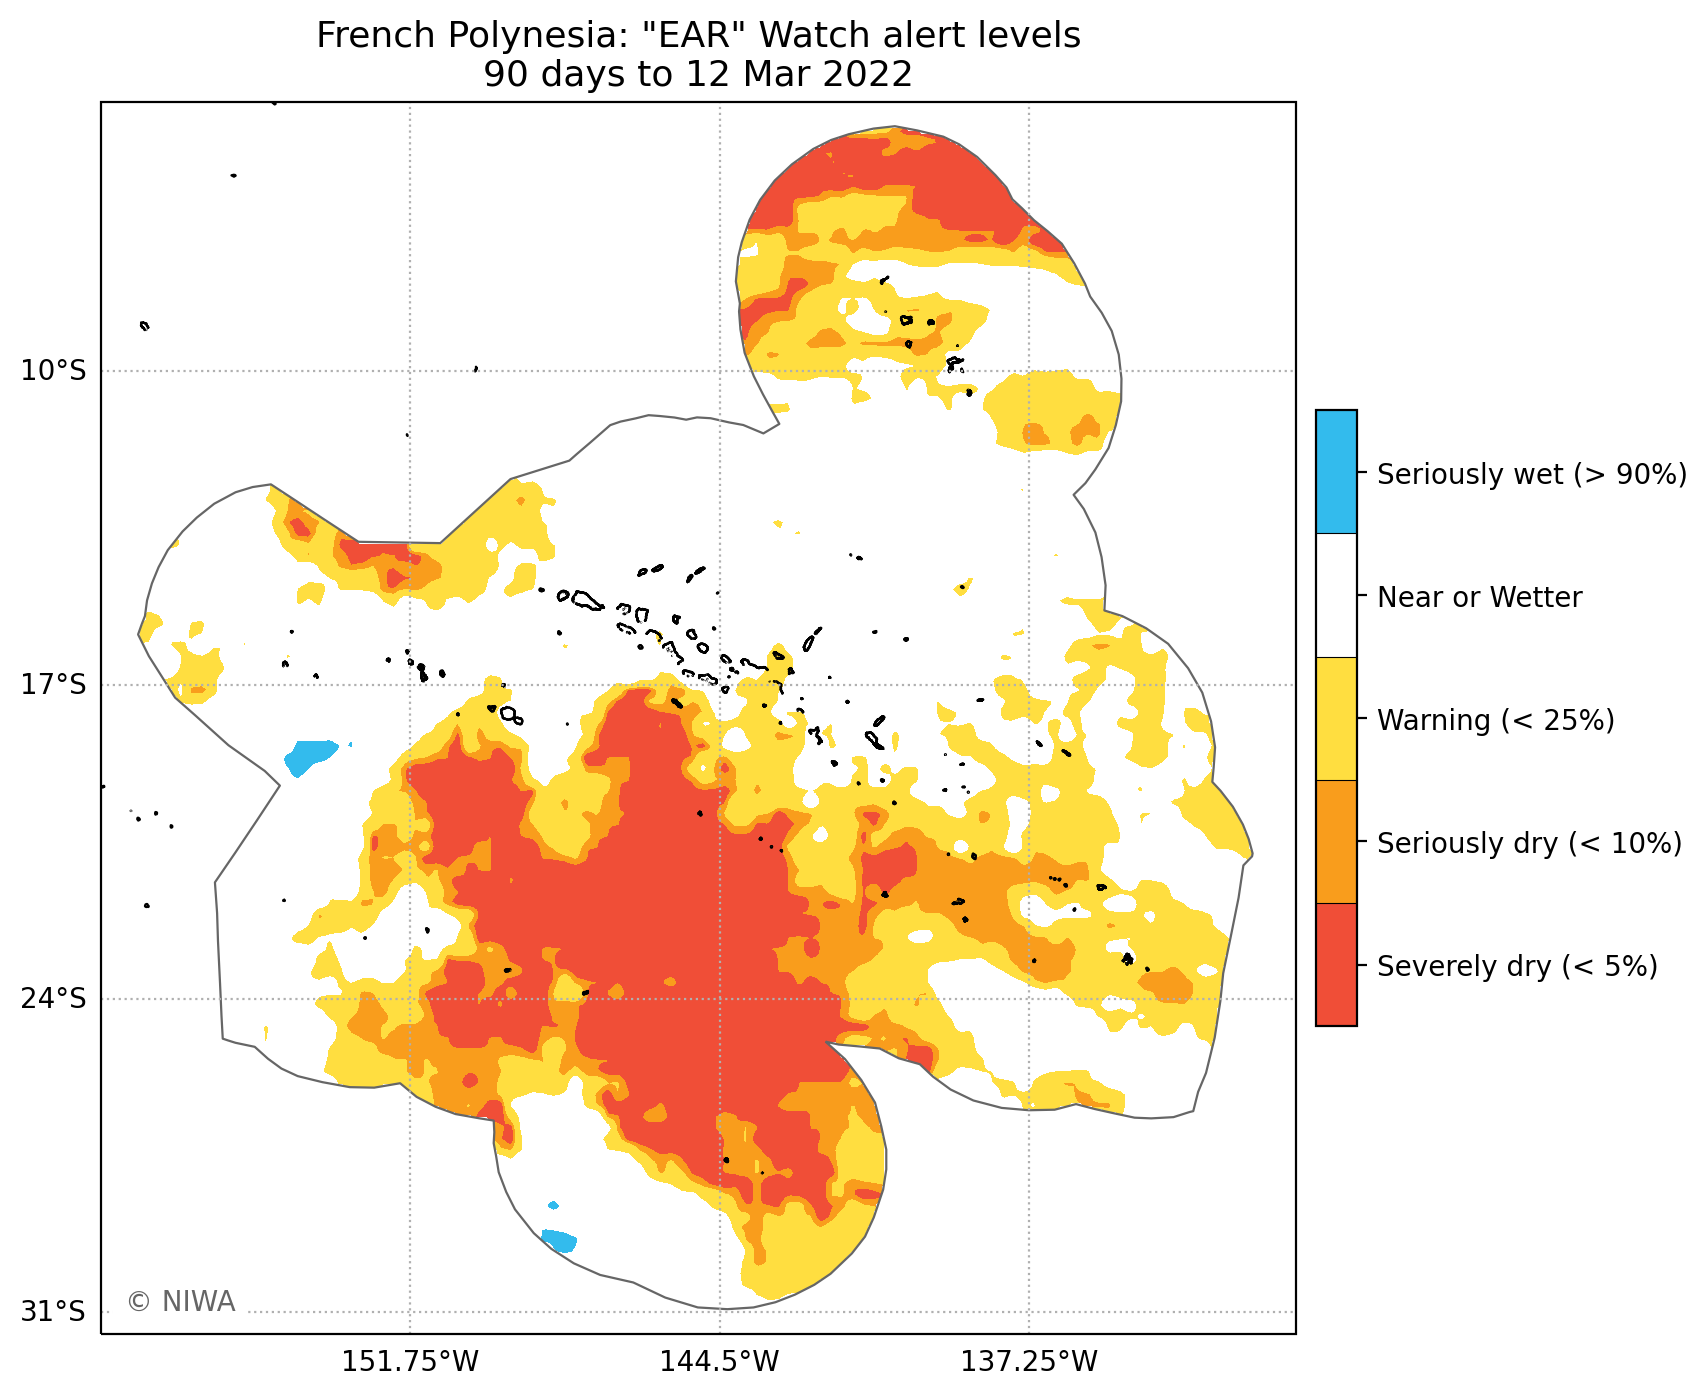 French Polynesia: "EAR" Watch alert levels
90 days to 12 Mar 2022
10°S
17°S
24°S
31°S
151.75°W
144.5°W
137.25°W
© NIWA
Seriously wet (> 90%)
Near or Wetter
Warning (< 25%)
Seriously dry (< 10%)
Severely dry (< 5%)